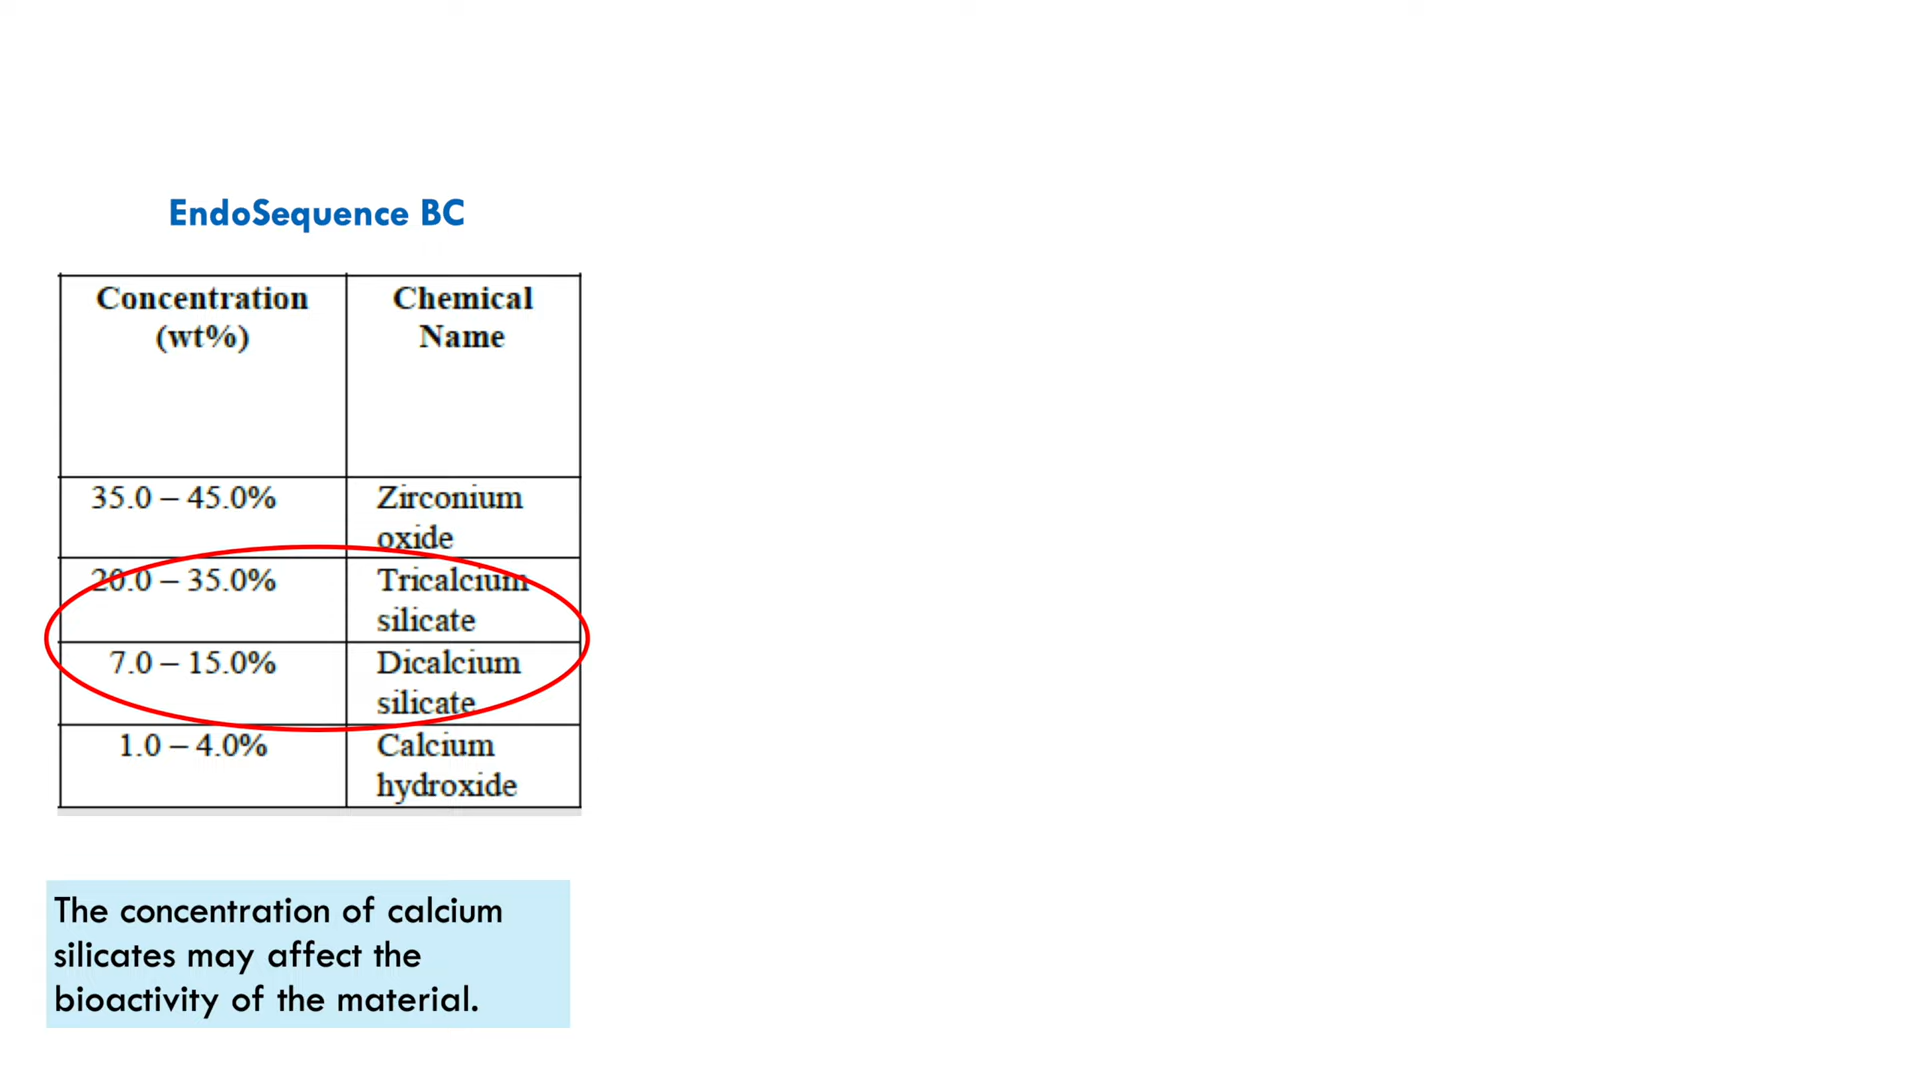 EndoSequence BC
Concentration (wt%)
Chemical Name
35.0 – 45.0%
Zirconium oxide
20.0 – 35.0%
Tricalcium silicate
7.0 – 15.0%
Dicalcium silicate
1.0 – 4.0%
Calcium hydroxide
The concentration of calcium
silicates may affect the
bioactivity of the material.